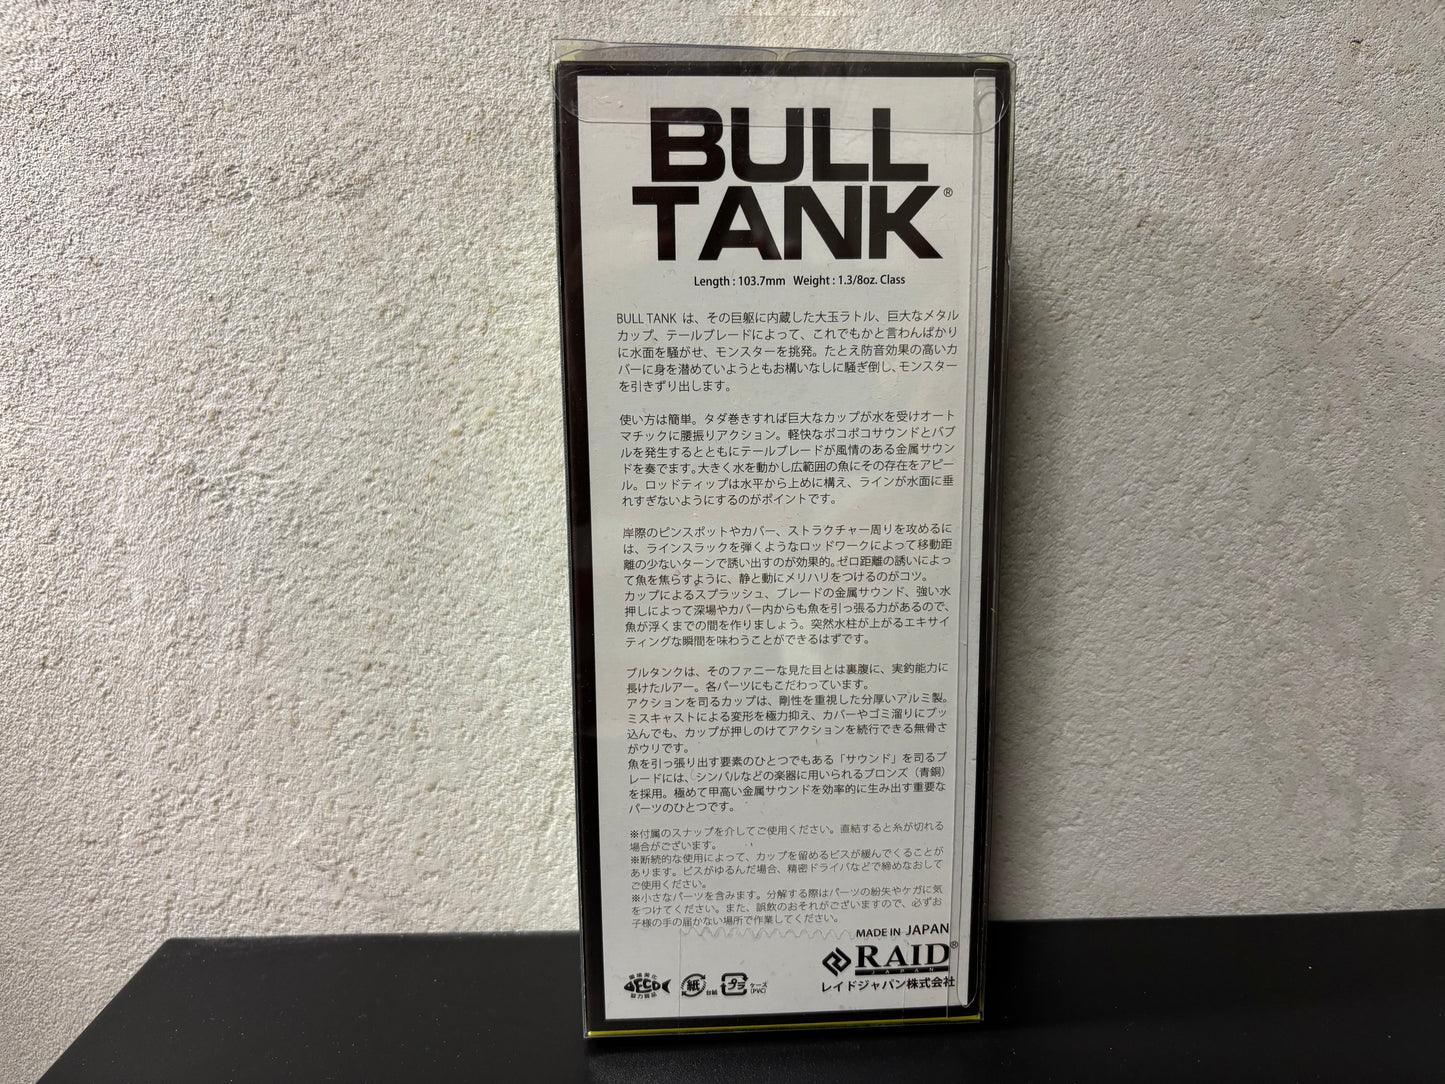 BULL
TANK®
Length : 103.7mm Weight : 1.3/8oz. Class
BULL TANK は、その巨躯に内蔵した大玉ラトル、巨大なメタル
カップ、テールブレードによって、これでもかと言わんばかり
に水面を騒がせ、モンスターを挑発。たとえ防音効果の高いカ
バーに身を潜めていようともお構いなしに騒ぎ倒し、モンスター
を引きずり出します。
使い方は簡単。タダ巻きすれば巨大なカップが水を受けオート
マチックに腰振りアクション。軽快なポコポコサウンドとバブ
ルを発生するとともにテールブレードが風情のある金属サウン
ドを奏でます。大きく水を動かし広範囲の魚にその存在をアピー
ル。ロッドティップは水平から上めに構え、ラインが水面に垂
れすぎないようにするのがポイントです。
岸際のピンスポットやカバー、ストラクチャー周りを攻めるに
は、ラインスラックを弾くようなロッドワークによって移動距
離の少ないターンで誘い出すのが効果的。ゼロ距離の誘いによっ
て魚を焦らすように、静と動にメリハリをつけるのがコツ。
カップによるスプラッシュ、ブレードの金属サウンド、強い水
押しによって深場やカバー内からも魚を引っ張る力があるので、
魚が浮くまでの間を作りましょう。突然水柱が上がるエキサイ
ティングな瞬間を味わうことができるはずです。
ブルタンクは、そのファニーな見た目とは裏腹に、実釣能力に
長けたルアー。各パーツにもこだわっています。
アクションを司るカップは、剛性を重視した分厚いアルミ製。
ミスキャストによる変形を極力抑え、カバーやゴミ溜りにブッ
込んでも、カップが押しのけてアクションを続行できる無骨さ
がウリです。
魚を引っ張り出す要素のひとつでもある「サウンド」を司るブ
レードには、シンバルなどの楽器に用いられるブロンズ（青銅）
を採用。極めて甲高い金属サウンドを効率的に生み出す重要な
パーツのひとつです。
※付属のスナップを介してご使用ください。直結すると糸が切れる
場合がございます。
※断続的な使用によって、カップを留めるビスが緩んでくることが
あります。ビスがゆるんだ場合、精密ドライバなどで締めなおして
ご使用ください。
※小さなパーツを含みます。分解する際はパーツの紛失やケガに気
をつけてください。また、誤飲のおそれがございますので、必ずお
子様の手の届かない場所で作業してください。
MADE IN JAPAN
RAID®
JAPAN
レイドジャパン株式会社
環境美化
ECO
協力商品
紙
台紙
プラ
ケース
(PVC)